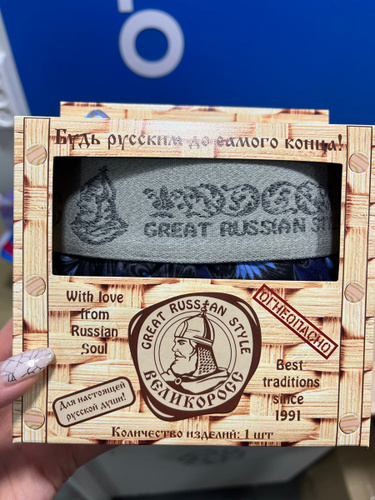 Будь русским до самого конца!
GREAT RUSSIAN STYLE
With love
from
Russian
Soul
GREAT RUSSIAN STYLE
ВЕЛИКОРОСС
ОГНЕОПАСНО
Для настоящей
русской души!
Best
traditions
since
1991
Количество изделий: 1 шт